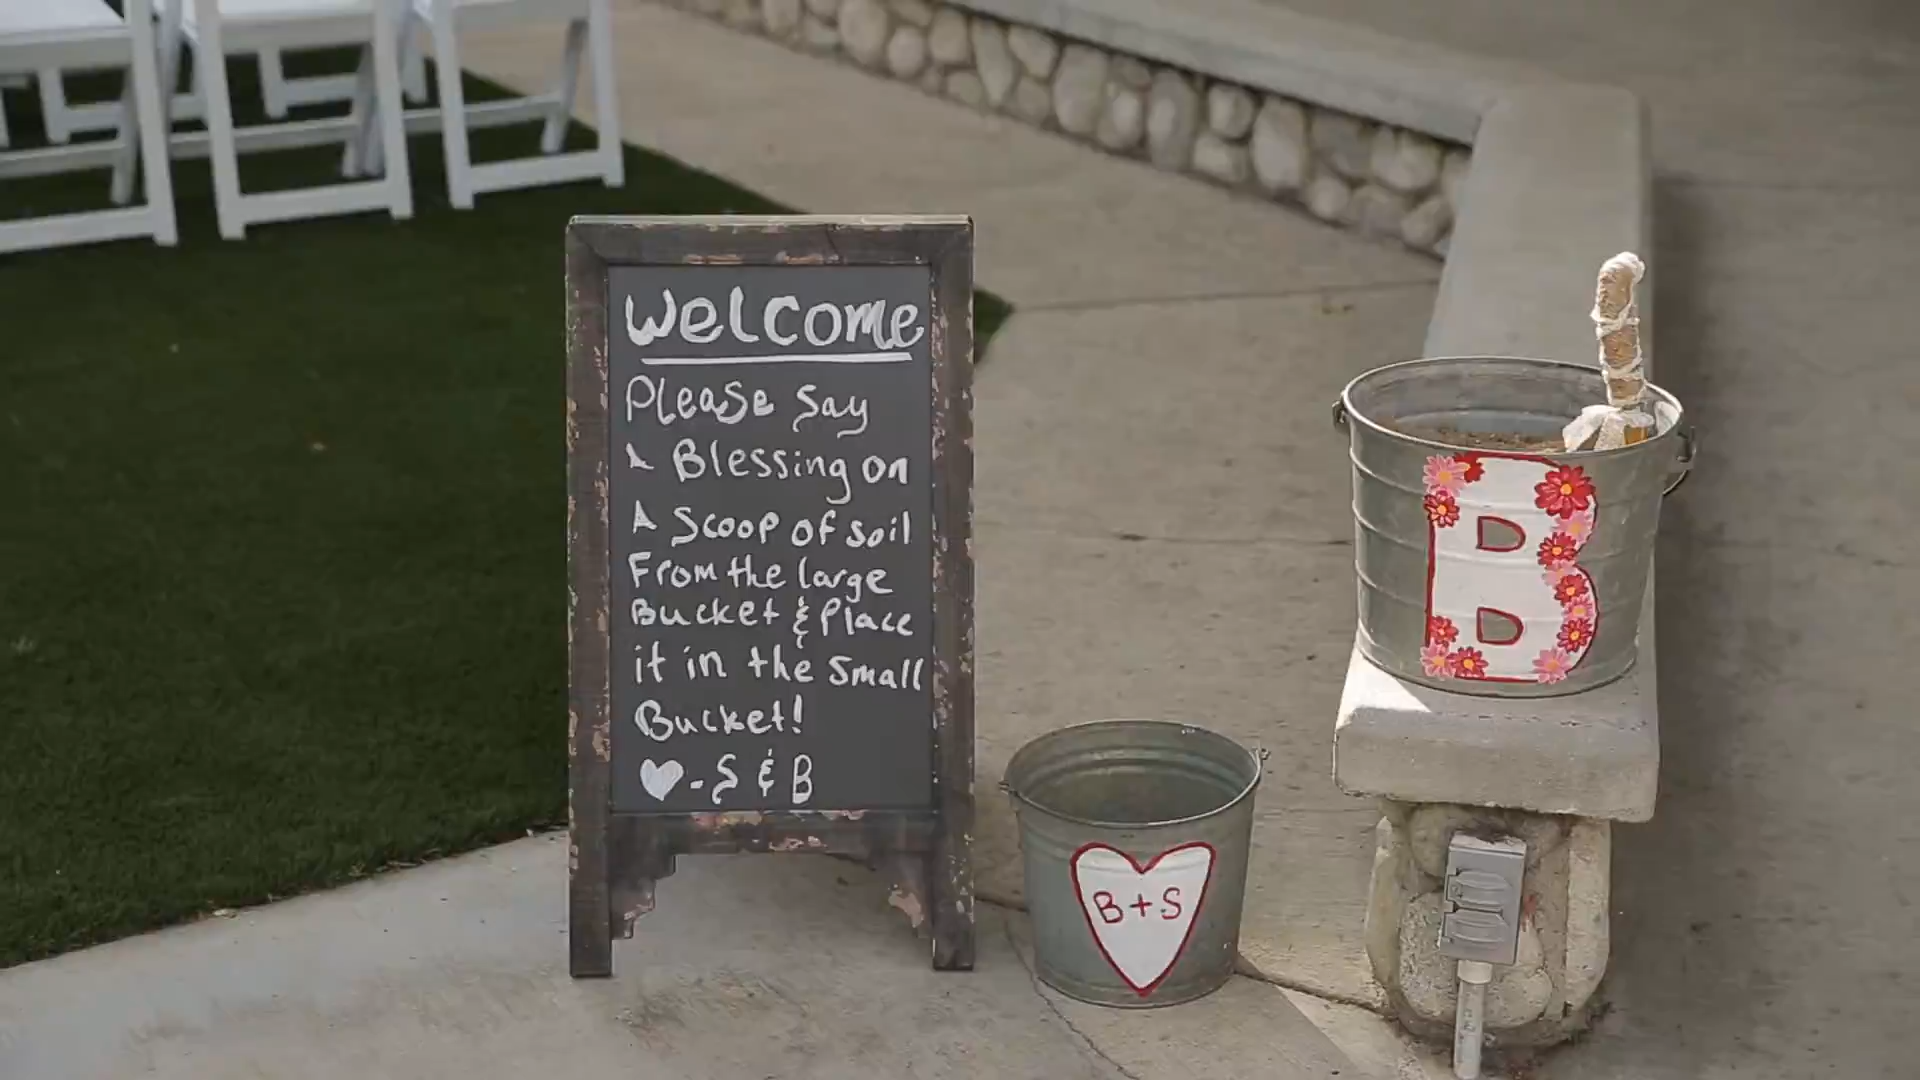 Welcome
Please Say
A Blessing on
A Scoop of Soil
From the large
Bucket & Place
it in the Small
Bucket!
♥-S & B
B+S
B